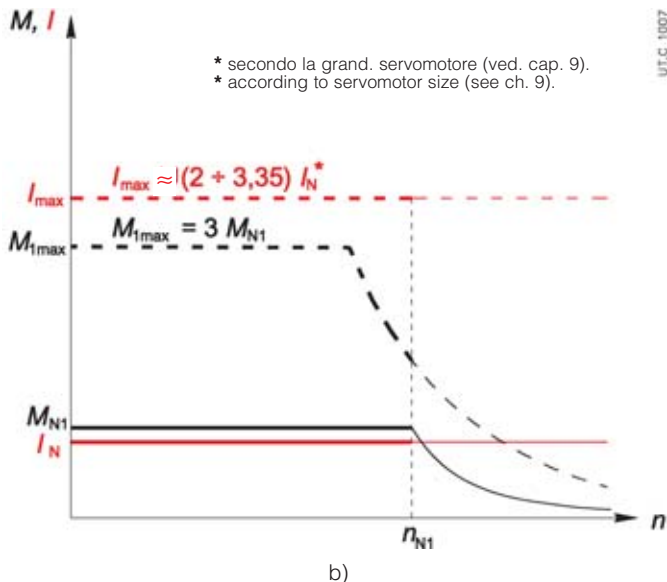 M, I
UT.C 1007
* secondo la grand. servomotore (ved. cap. 9).
* according to servomotor size (see ch. 9).
Imax ≈ (2 ÷ 3,35) IN*
Imax
M1max = 3 MN1
M1max
MN1
IN
nN1
n
b)